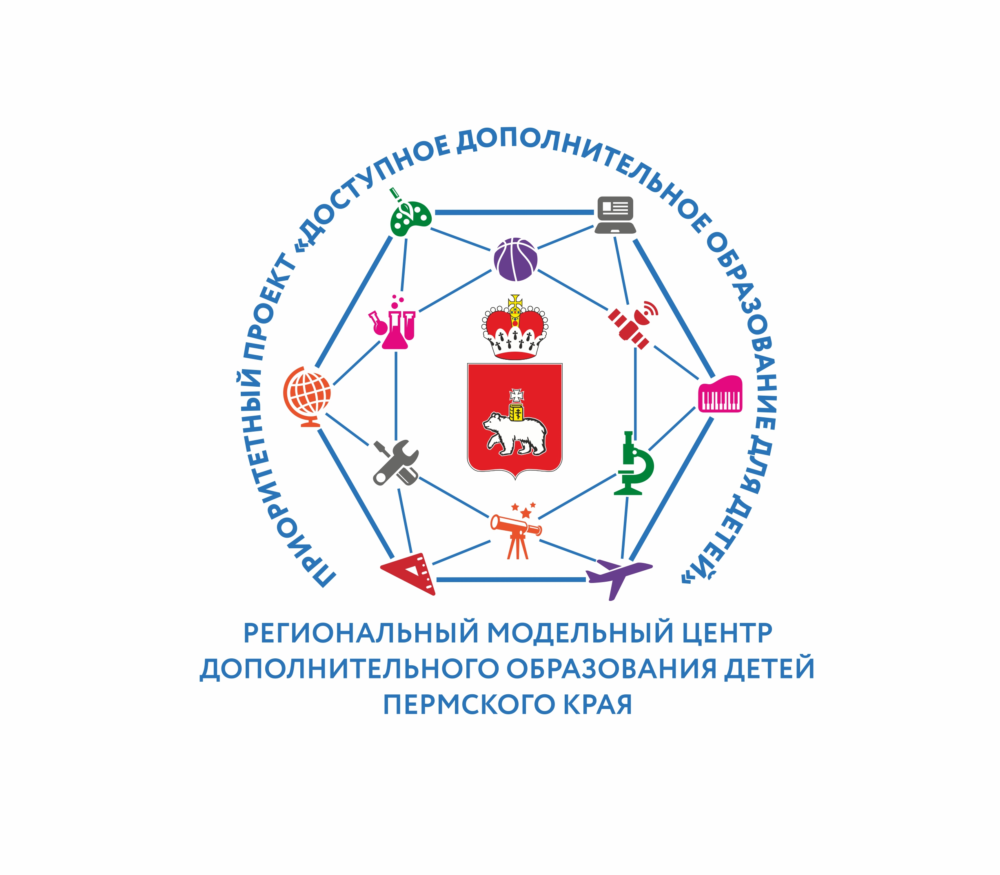 ПРИОРИТЕТНЫЙ ПРОЕКТ «ДОСТУПНОЕ ДОПОЛНИТЕЛЬНОЕ ОБРАЗОВАНИЕ ДЛЯ ДЕТЕЙ»
РЕГИОНАЛЬНЫЙ МОДЕЛЬНЫЙ ЦЕНТР
ДОПОЛНИТЕЛЬНОГО ОБРАЗОВАНИЯ ДЕТЕЙ
ПЕРМСКОГО КРАЯ